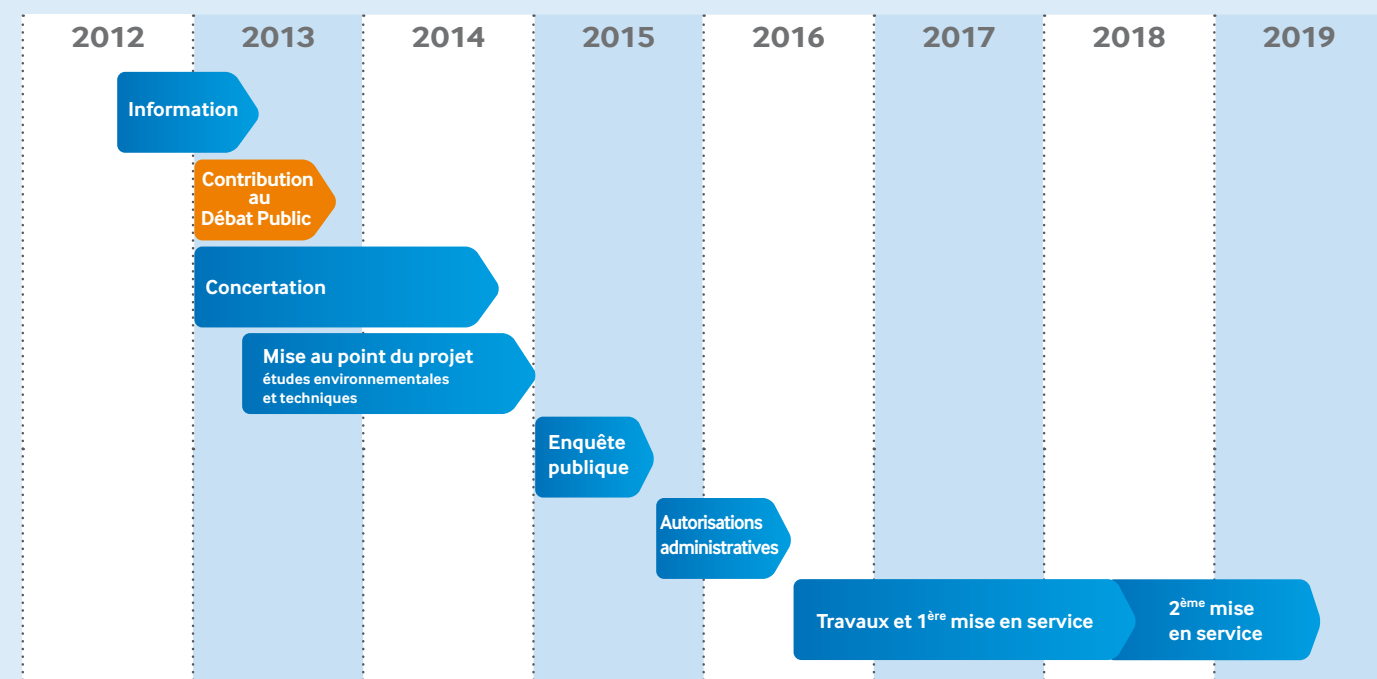 2012 2013 2014 2015 2016 2017 2018 2019
Information
Contribution
au
Débat Public
Concertation
Mise au point du projet
études environnementales
et techniques
Enquête
publique
Autorisations
administratives
Travaux et 1ère mise en service
2ème mise
en service